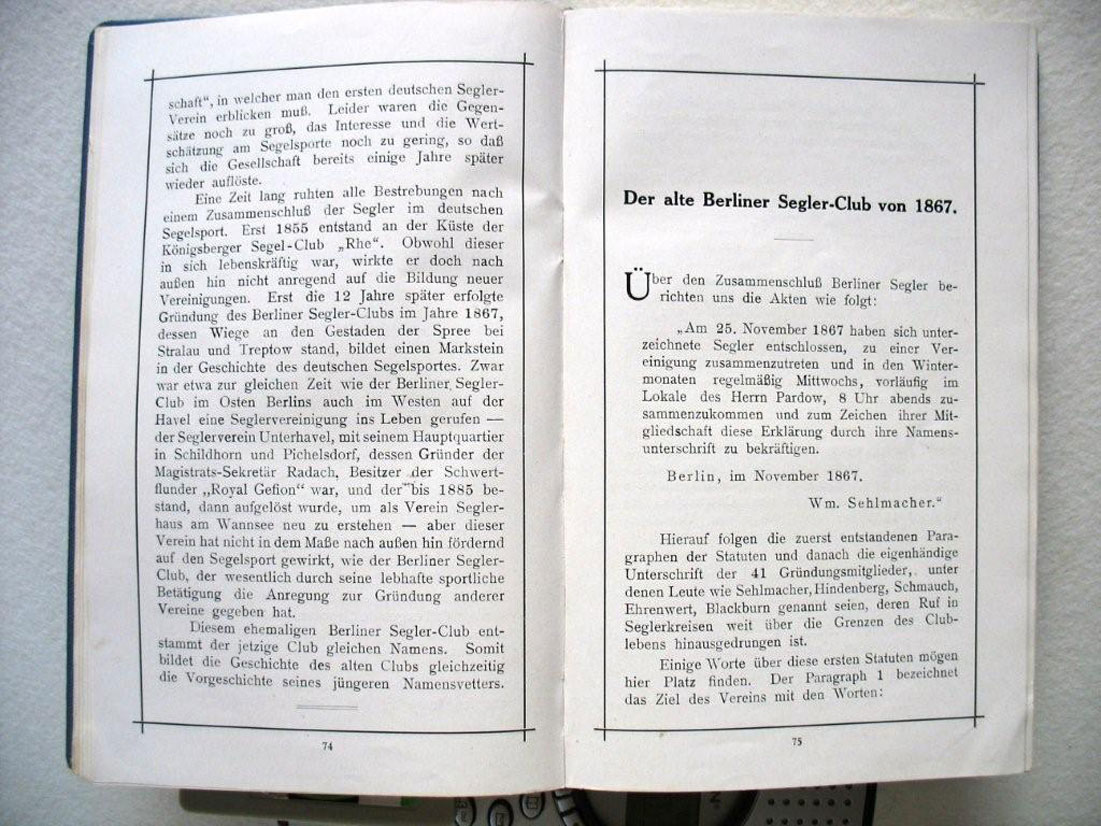 schaft“, in welcher man den ersten deutschen Segler-
Verein erblicken muß. Leider waren die Gegen-
sätze noch zu groß, das Interesse und die Wert-
schätzung am Segelsporte noch zu gering, so daß
sich die Gesellschaft bereits einige Jahre später
wieder auflöste.
Eine Zeit lang ruhten alle Bestrebungen nach
einem Zusammenschluß der Segler im deutschen
Segelsport. Erst 1855 entstand an der Küste der
Königsberger Segel-Club „Rhe“. Obwohl dieser
in sich lebenskräftig war, wirkte er doch nach
außen hin nicht anregend auf die Bildung neuer
Vereinigungen. Erst die 12 Jahre später erfolgte
Gründung des Berliner Segler-Clubs im Jahre 1867,
dessen Wiege an den Gestaden der Spree bei
Stralau und Treptow stand, bildet einen Markstein
in der Geschichte des deutschen Segelsportes. Zwar
war etwa zur gleichen Zeit wie der Berliner Segler-
Club im Osten Berlins auch im Westen auf der
Havel eine Seglervereinigung ins Leben gerufen —
der Seglerverein Unterhavel, mit seinem Hauptquartier
in Schildhorn und Pichelsdorf, dessen Gründer der
Magistrats-Sekretär Radach, Besitzer der Schwert-
flunder „Royal Gefion“ war, und der bis 1885 be-
stand, dann aufgelöst wurde, um als Verein Segler-
haus am Wannsee neu zu erstehen — aber dieser
Verein hat nicht in dem Maße nach außen hin fördernd
auf den Segelsport gewirkt, wie der Berliner Segler-
Club, der wesentlich durch seine lebhafte sportliche
Betätigung die Anregung zur Gründung anderer
Vereine gegeben hat.
Diesem ehemaligen Berliner Segler-Club ent-
stammt der jetzige Club gleichen Namens. Somit
bildet die Geschichte des alten Clubs gleichzeitig
die Vorgeschichte seines jüngeren Namensvetters.
74
Der alte Berliner Segler-Club von 1867.
Über den Zusammenschluß Berliner Segler be-
richten uns die Akten wie folgt:
„Am 25. November 1867 haben sich unter-
zeichnete Segler entschlossen, zu einer Ver-
einigung zusammenzutreten und in den Winter-
monaten regelmäßig Mittwochs, vorläufig im
Lokale des Herrn Pardow, 8 Uhr abends zu-
sammenzukommen und zum Zeichen ihrer Mit-
gliedschaft diese Erklärung durch ihre Namens-
unterschrift zu bekräftigen.
Berlin, im November 1867.
Wm. Sehlmacher.“
Hierauf folgen die zuerst entstandenen Para-
graphen der Statuten und danach die eigenhändige
Unterschrift der 41 Gründungsmitglieder, unter
denen Leute wie Sehlmacher, Hindenberg, Schmauch,
Ehrenwert, Blackburn genannt seien, deren Ruf in
Seglerkreisen weit über die Grenzen des Club-
lebens hinausgedrungen ist.
Einige Worte über diese ersten Statuten mögen
hier Platz finden. Der Paragraph 1 bezeichnet
das Ziel des Vereins mit den Worten:
75